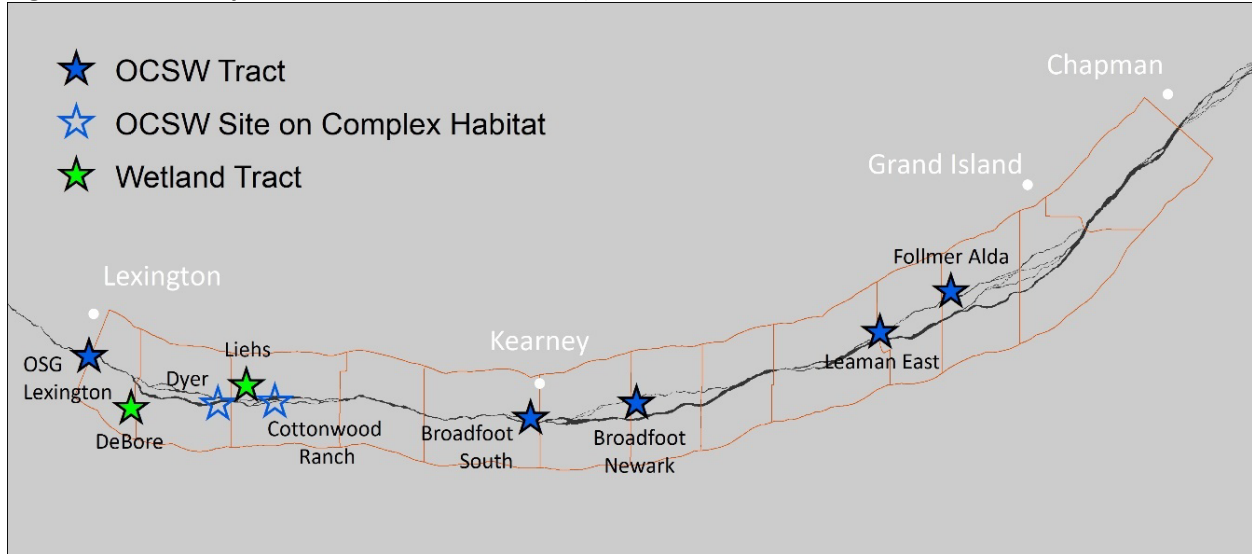 OCSW Tract
OCSW Site on Complex Habitat
Wetland Tract
Chapman
Grand Island
Follmer Alda
Lexington
Leaman East
Kearney
Liehs
OSG
Lexington
Dyer
DeBore
Cottonwood
Ranch
Broadfoot
South
Broadfoot
Newark